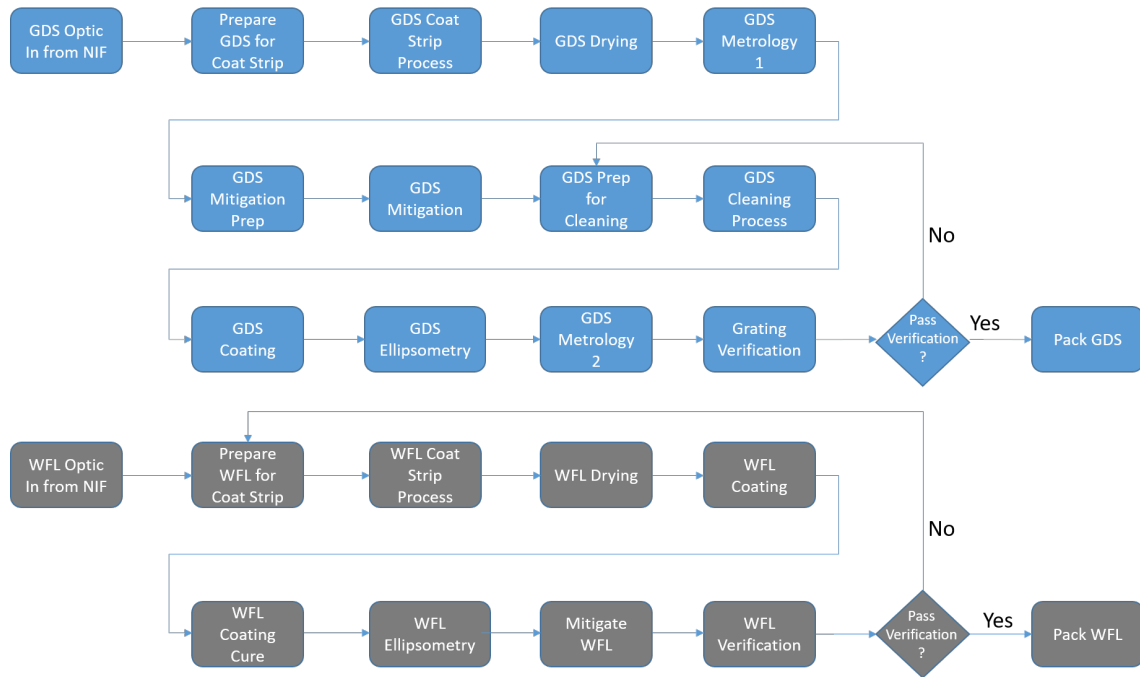 GDS Optic
In from NIF
Prepare
GDS for
Coat Strip
GDS Coat
Strip
Process
GDS Drying
GDS
Metrology
1
GDS
Mitigation
Prep
GDS
Mitigation
GDS Prep
for
Cleaning
GDS
Cleaning
Process
No
GDS
Coating
GDS
Ellipsometry
GDS
Metrology
2
Grating
Verification
Pass
Verification
?
Yes
Pack GDS
WFL Optic
In from NIF
Prepare
WFL for
Coat Strip
WFL Coat
Strip
Process
WFL Drying
WFL
Coating
No
WFL
Coating
Cure
WFL
Ellipsometry
Mitigate
WFL
WFL
Verification
Pass
Verification
?
Yes
Pack WFL